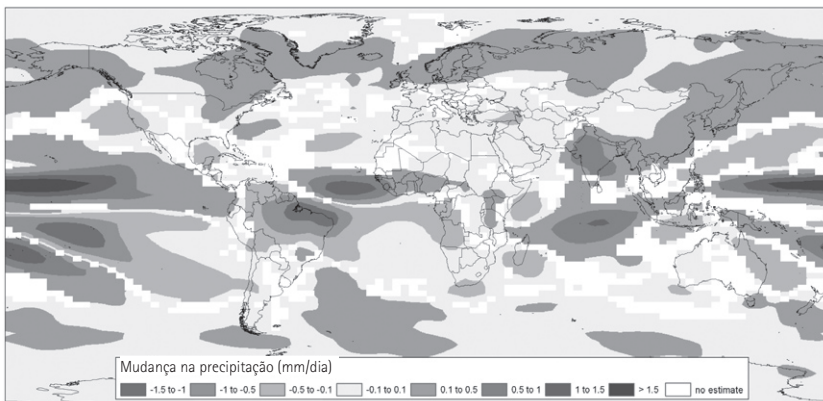 Mudança na precipitação (mm/dia)
-1.5 to -1 -1 to -0.5 -0.5 to -0.1 -0.1 to 0.1 0.1 to 0.5 0.5 to 1 1 to 1.5 > 1.5 no estimate